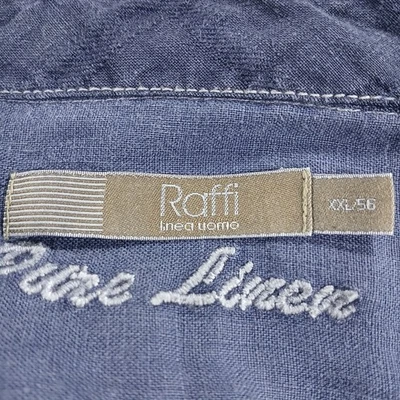 Raffi
linea uomo
XXL/56
Pure Linen